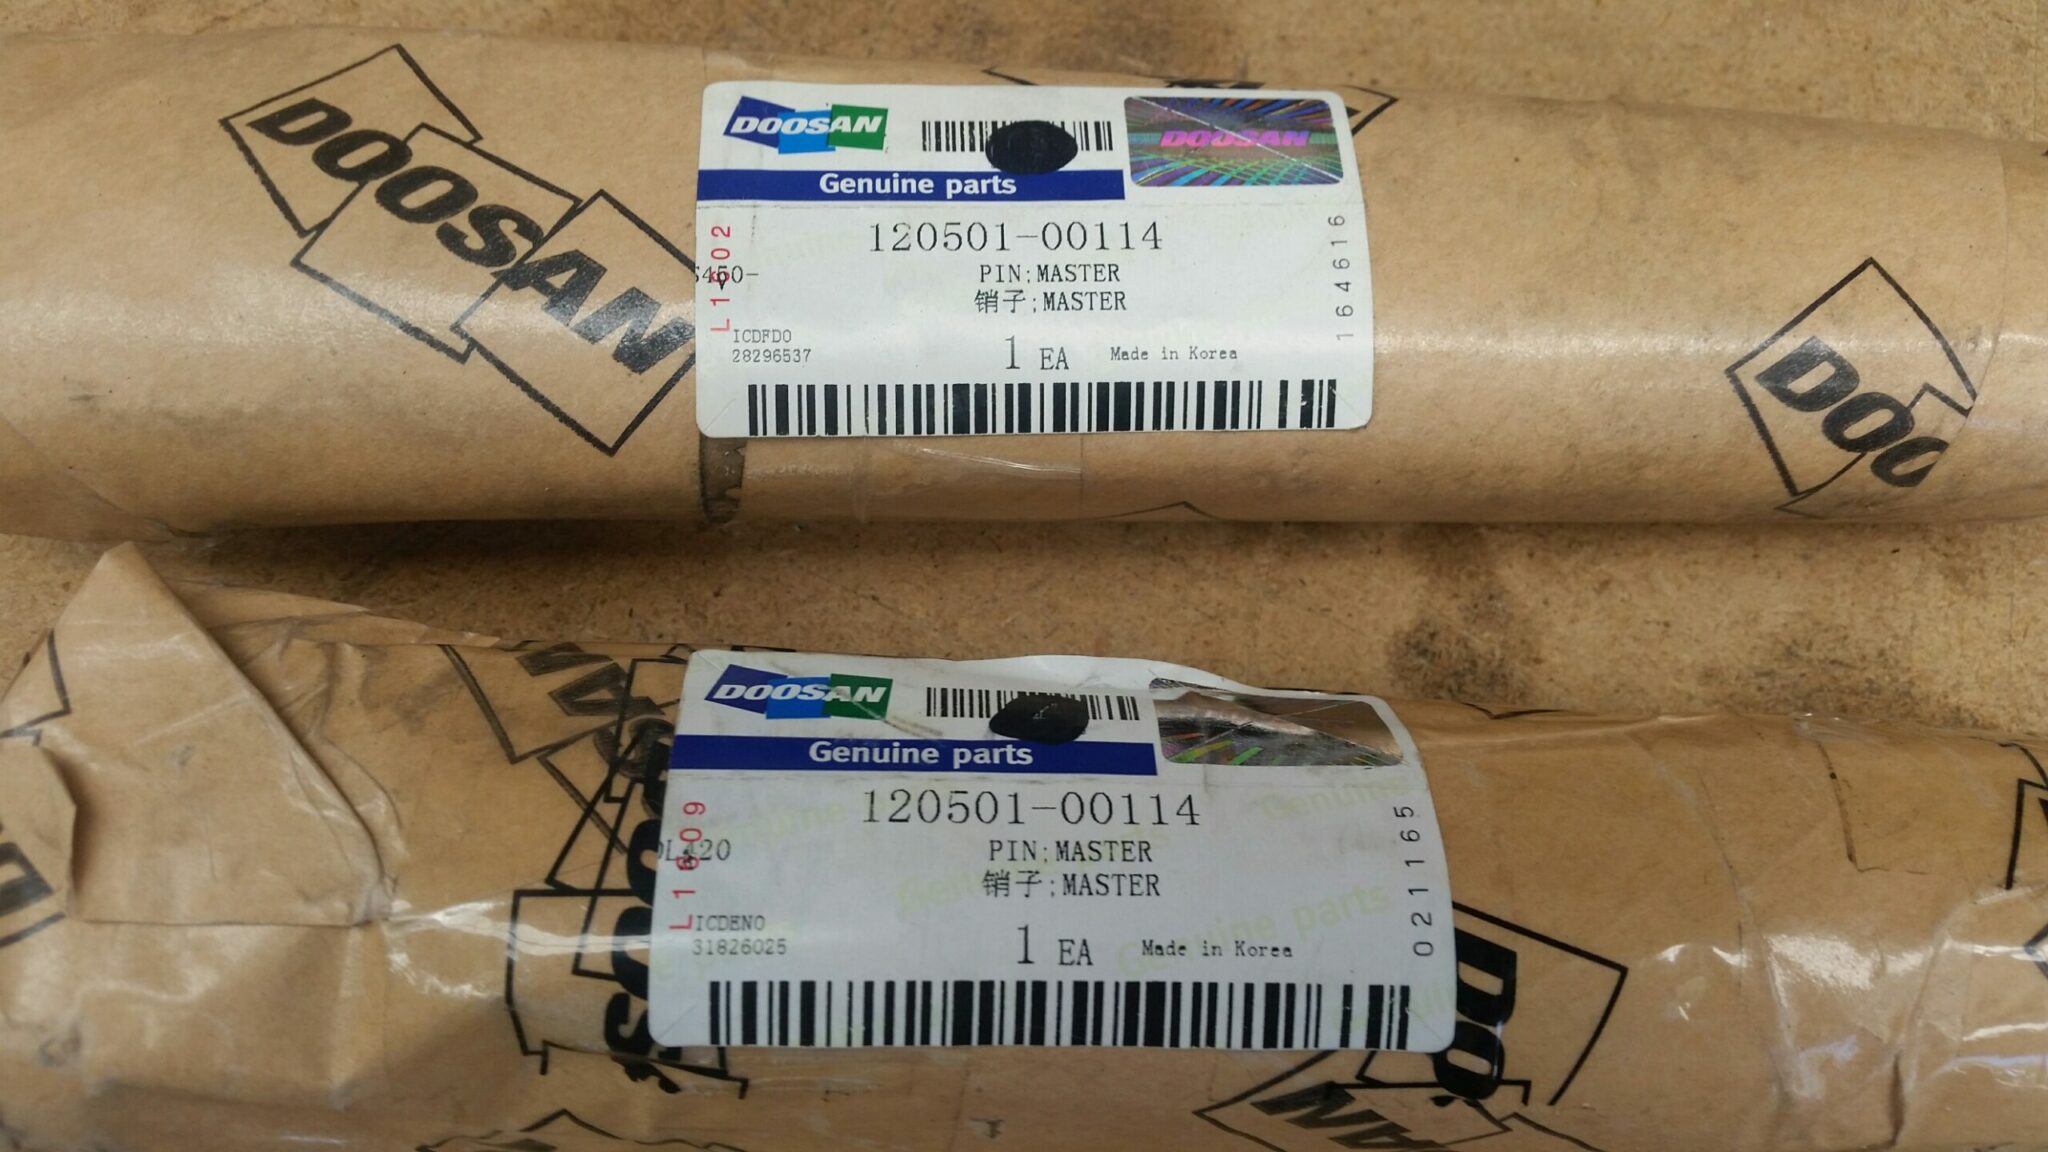 DOOSAN
DOOSAN
DOOSAN
Genuine parts
120501-00114
PIN;MASTER
销子;MASTER
L1602
ICDFDO
28296537
1 EA
Made in Korea
164616
DOO
DOOSAN
Genuine parts
120501-00114
PIN;MASTER
销子;MASTER
L1609
ICDENO
31826025
1 EA
Made in Korea
021165
DO
AN